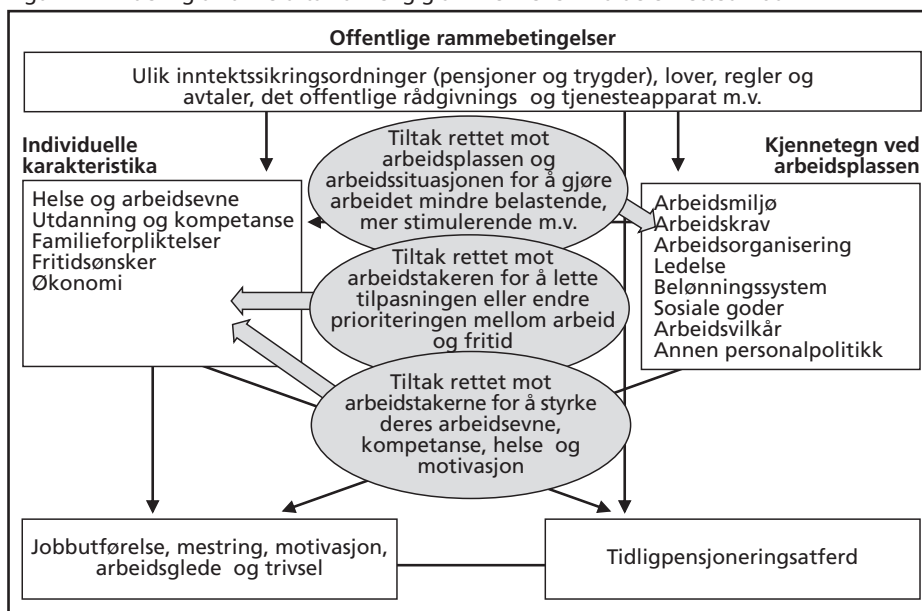 Offentlige rammebetingelser
Ulik inntektssikringsordninger (pensjoner og trygder), lover, regler og
avtaler, det offentlige rådgivnings og tjenesteapparat m.v.
Individuelle
karakteristika
Helse og arbeidsevne
Utdanning og kompetanse
Familieforpliktelser
Fritidsønsker
Økonomi
Tiltak rettet mot
arbeidsplassen og
arbeidssituasjonen for å gjøre
arbeidet mindre belastende,
mer stimulerende m.v.
Tiltak rettet mot
arbeidstakeren for å lette
tilpasningen eller endre
prioriteringen mellom arbeid
og fritid
Tiltak rettet mot
arbeidstakerne for å styrke
deres arbeidsevne,
kompetanse, helse og
motivasjon
Kjennetegn ved
arbeidsplassen
Arbeidsmiljø
Arbeidskrav
Arbeidsorganisering
Ledelse
Belønningssystem
Sosiale goder
Arbeidsvilkår
Annen personalpolitikk
Jobbutførelse, mestring, motivasjon,
arbeidsglede og trivsel
Tidligpensjoneringsatferd